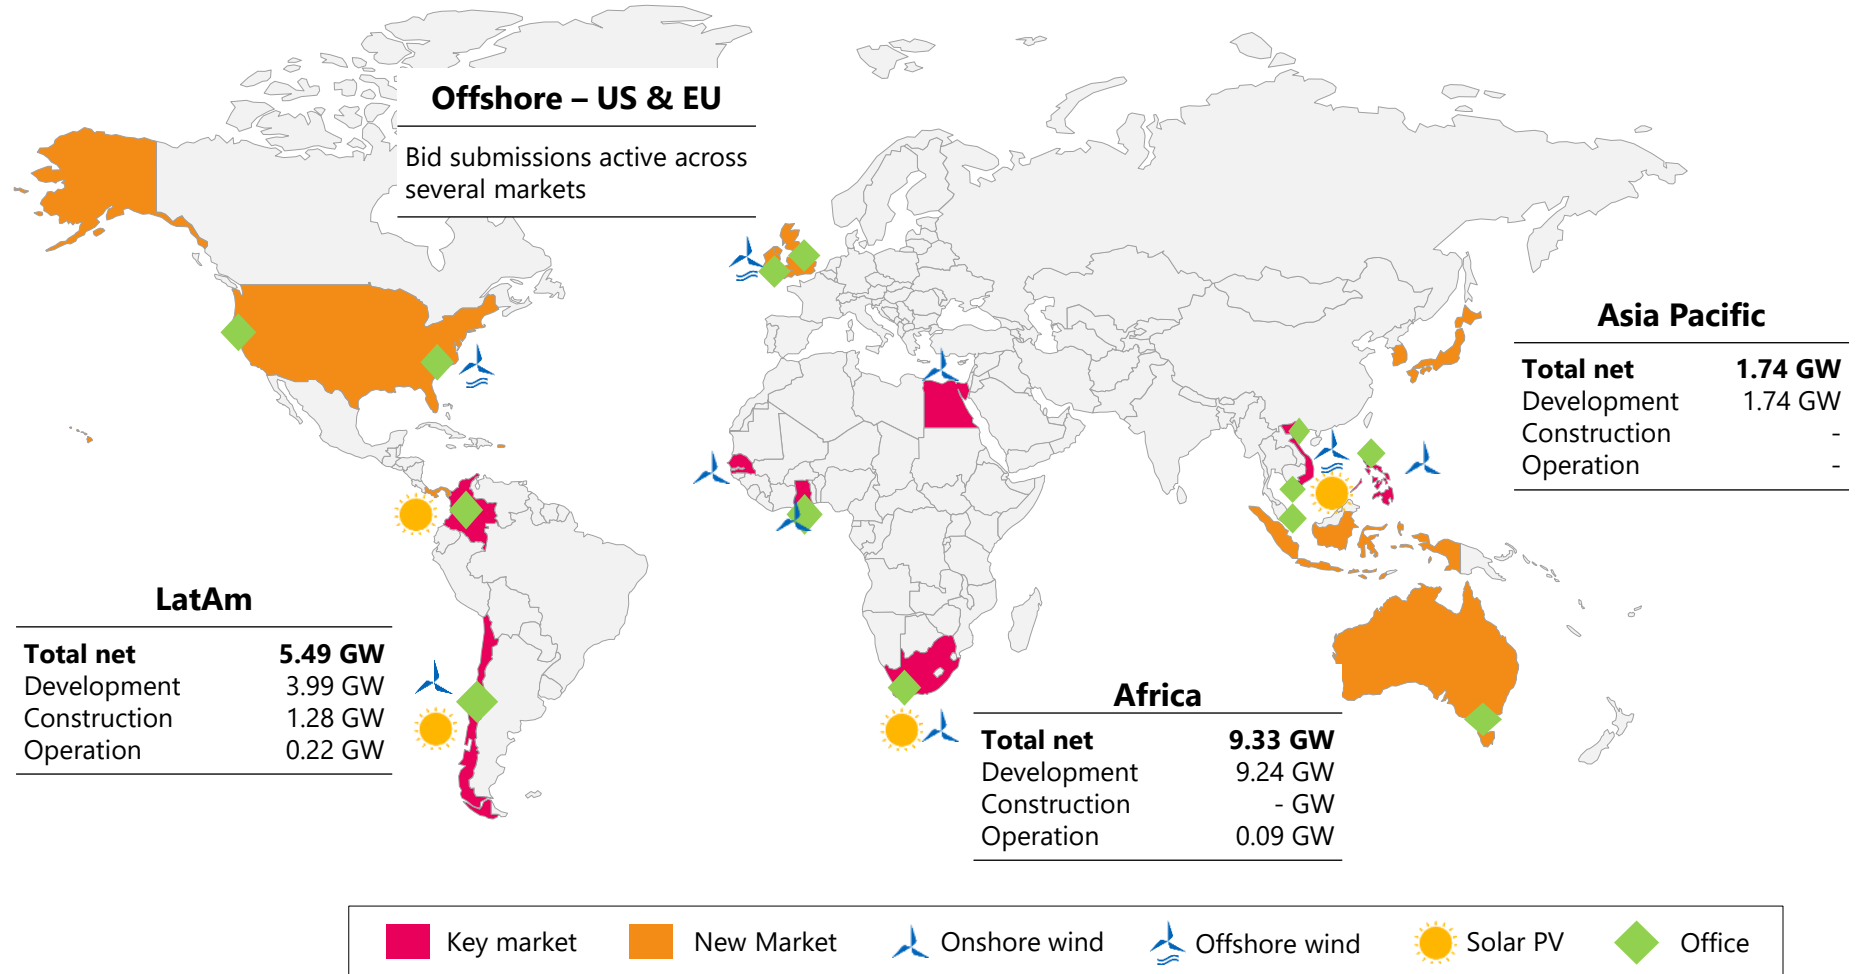 Offshore – US & EU
Bid submissions active across
several markets
Asia Pacific
Total net 1.74 GW
Development 1.74 GW
Construction -
Operation -
LatAm
Total net 5.49 GW
Development 3.99 GW
Construction 1.28 GW
Operation 0.22 GW
Africa
Total net 9.33 GW
Development 9.24 GW
Construction - GW
Operation 0.09 GW
Key market New Market Onshore wind Offshore wind Solar PV Office